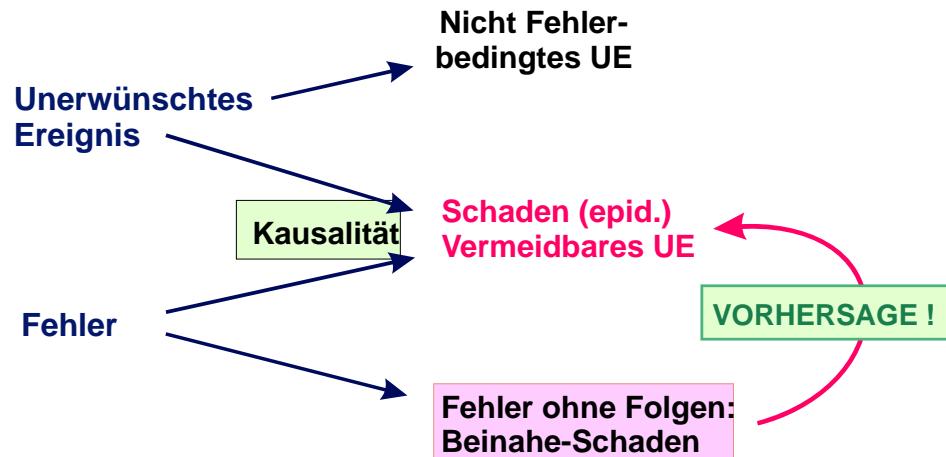 Nicht Fehler-
bedingtes UE
Unerwünschtes
Ereignis
Kausalität
Schaden (epid.)
Vermeidbares UE
Fehler
VORHERSAGE !
Fehler ohne Folgen:
Beinahe-Schaden